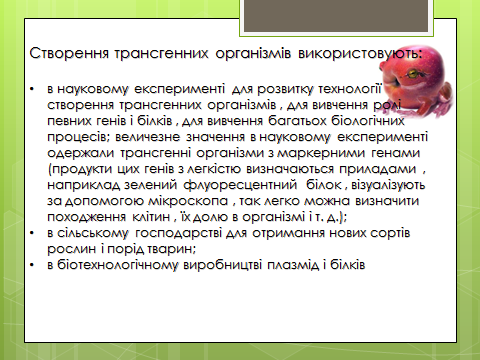 Створення трансгенних організмів використовують:
• в науковому експерименті для розвитку технології
створення трансгенних організмів , для вивчення ролі
певних генів і білків , для вивчення багатьох біологічних
процесів; величезне значення в науковому експерименті
одержали трансгенні організми з маркерними генами
(продукти цих генів з легкістю визначаються приладами ,
наприклад зелений флуоресцентний білок , візуалізують
за допомогою мікроскопа , так легко можна визначити
походження клітин , їх долю в організмі і т. д.);
• в сільському господарстві для отримання нових сортів
рослин і порід тварин;
• в біотехнологічному виробництві плазмід і білків